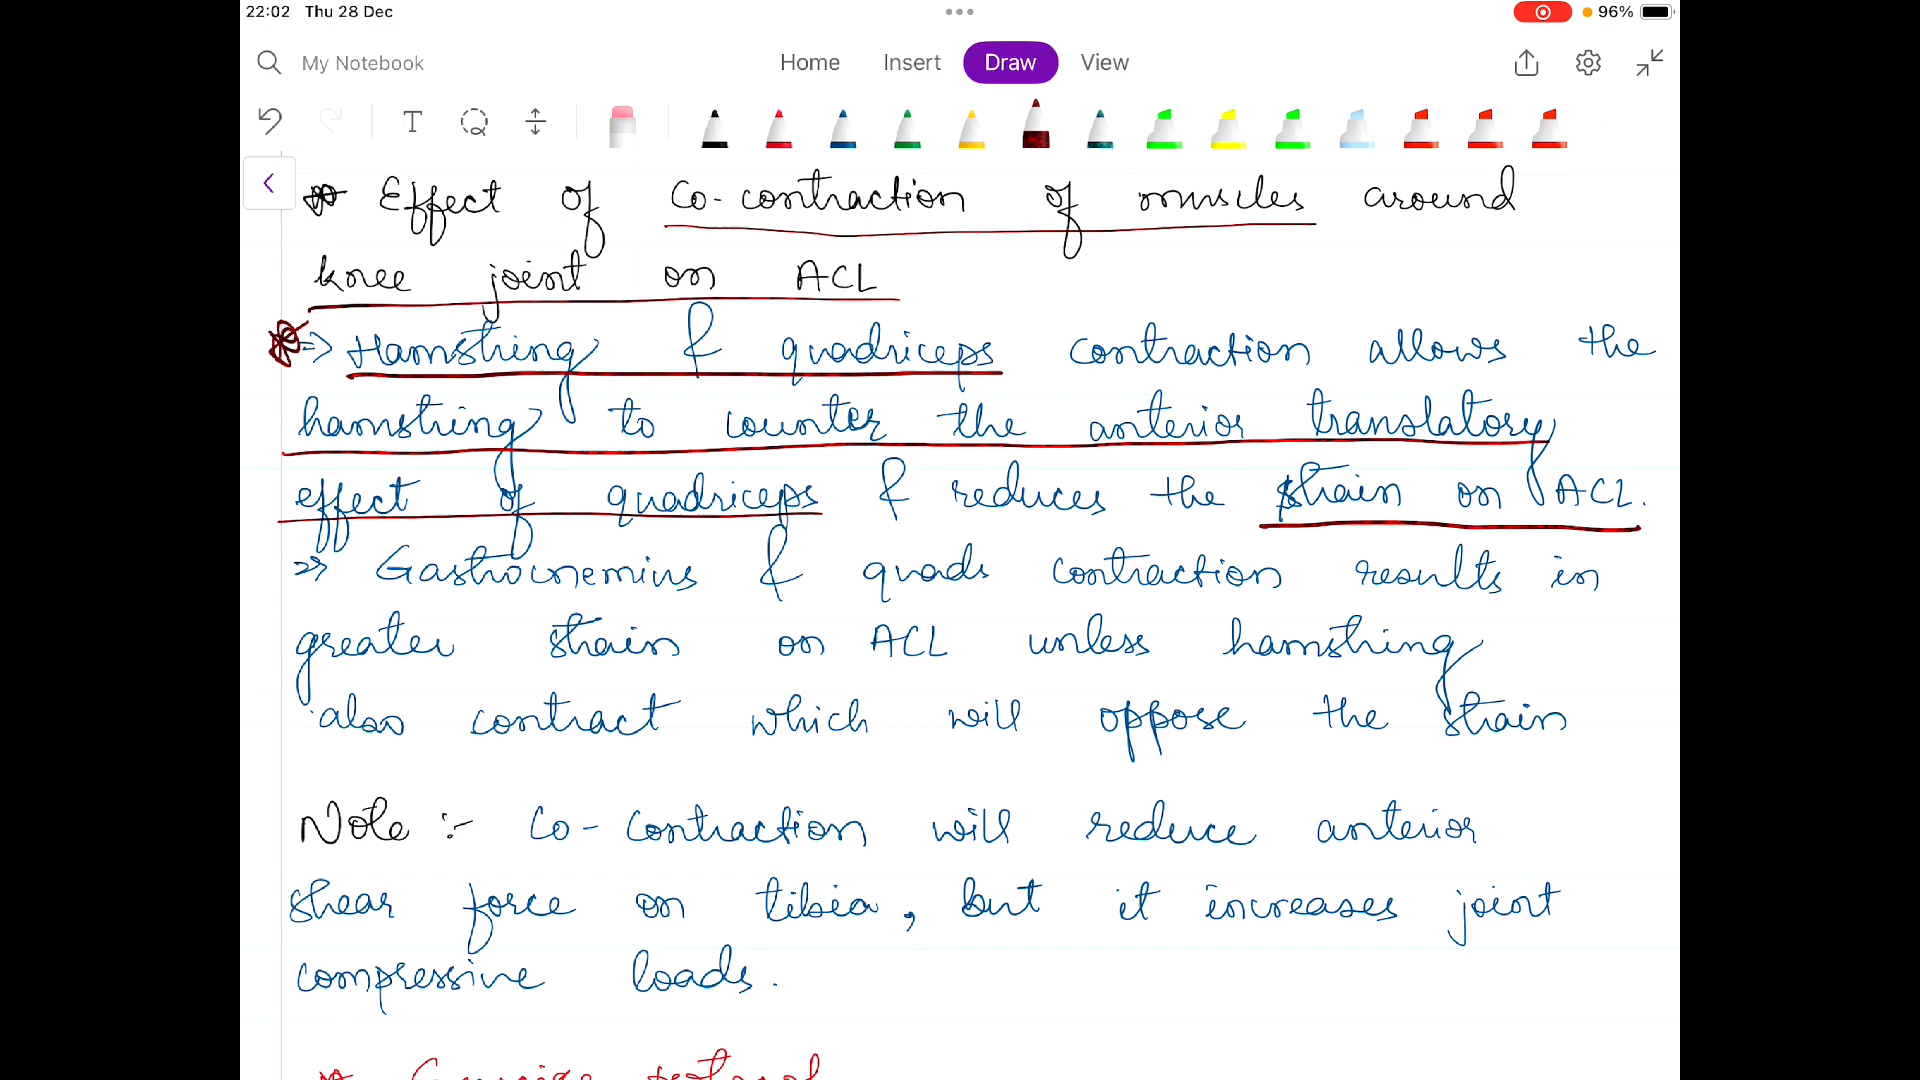 22:02 Thu 28 Dec
96%
My Notebook
Home Insert Draw View
T
Effect of Co-contraction of muscles around
knee joint on ACL
=> Hamstring & quadriceps contraction allows the
hamstring to counter the anterior translatory
effect of quadriceps & reduces the strain on ACL.
=> Gastrocnemius & quads contraction results in
greater strain on ACL unless hamstring
also contract which will oppose the strain
Note :- Co-contraction will reduce anterior
shear force on tibia, but it increases joint
compressive loads.
protocol